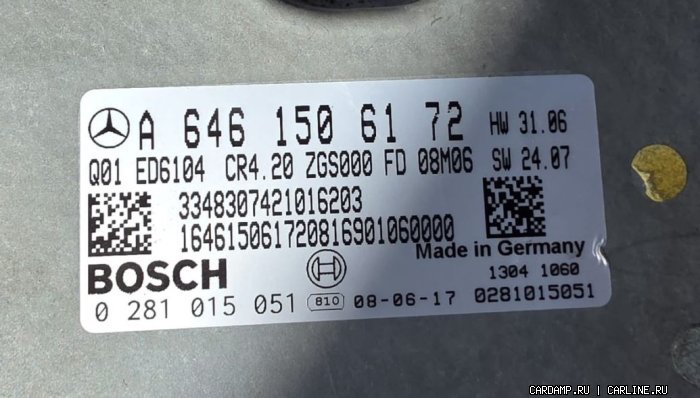 A 646 150 61 72 HW 31.06
Q01 ED6104 CR4.20 ZGS000 FD 08M06 SW 24.07
3348307421016203
16461506172081690106000​0
Made in Germany
BOSCH
1304 1060
0 281 015 051 810 08-06-17 0281015051
CARDAMP.RU | CARLINE.RU